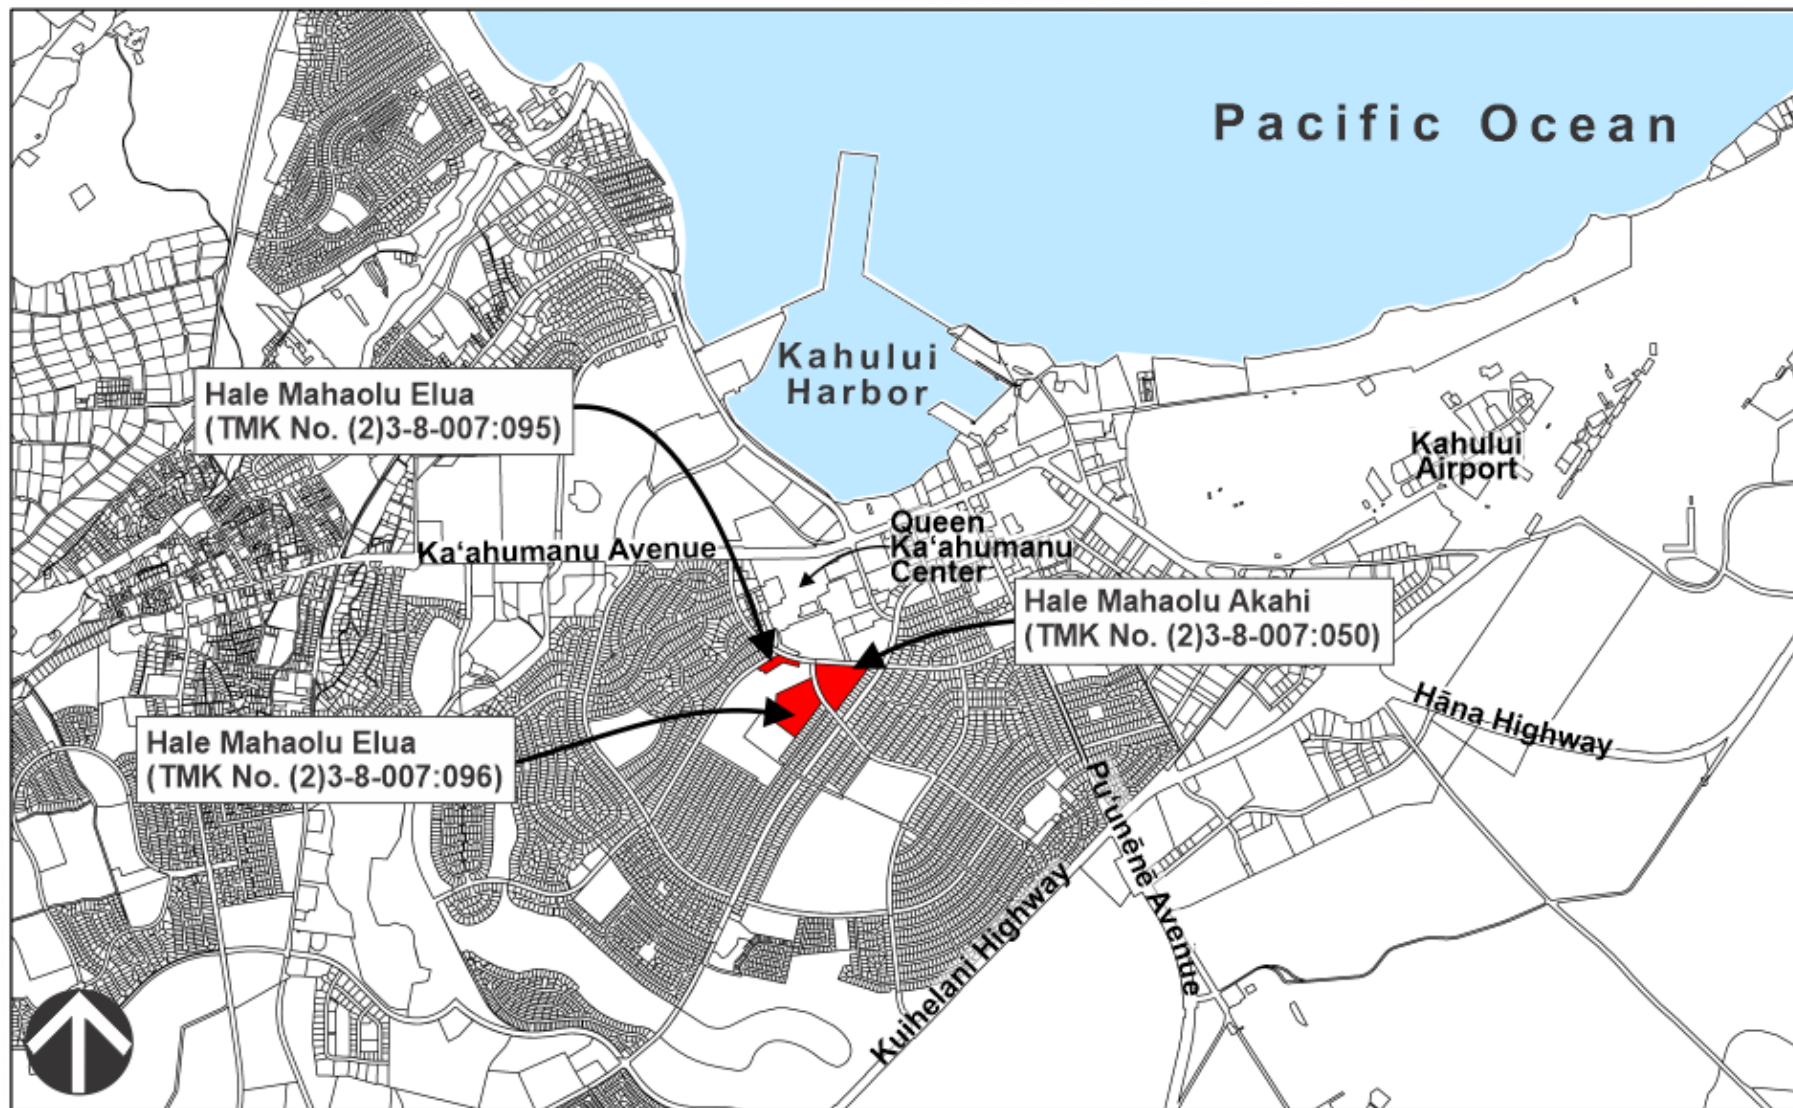 Pacific Ocean
Kahului
Harbor
Hale Mahaolu Elua
(TMK No. (2)3-8-007:095)
Kahului
Airport
Queen
Ka‘ahumanu
Center
Ka‘ahumanu Avenue
Hale Mahaolu Akahi
(TMK No. (2)3-8-007:050)
Hāna Highway
Hale Mahaolu Elua
(TMK No. (2)3-8-007:096)
Pu‘unēnē Avenue
Kuihelani Highway